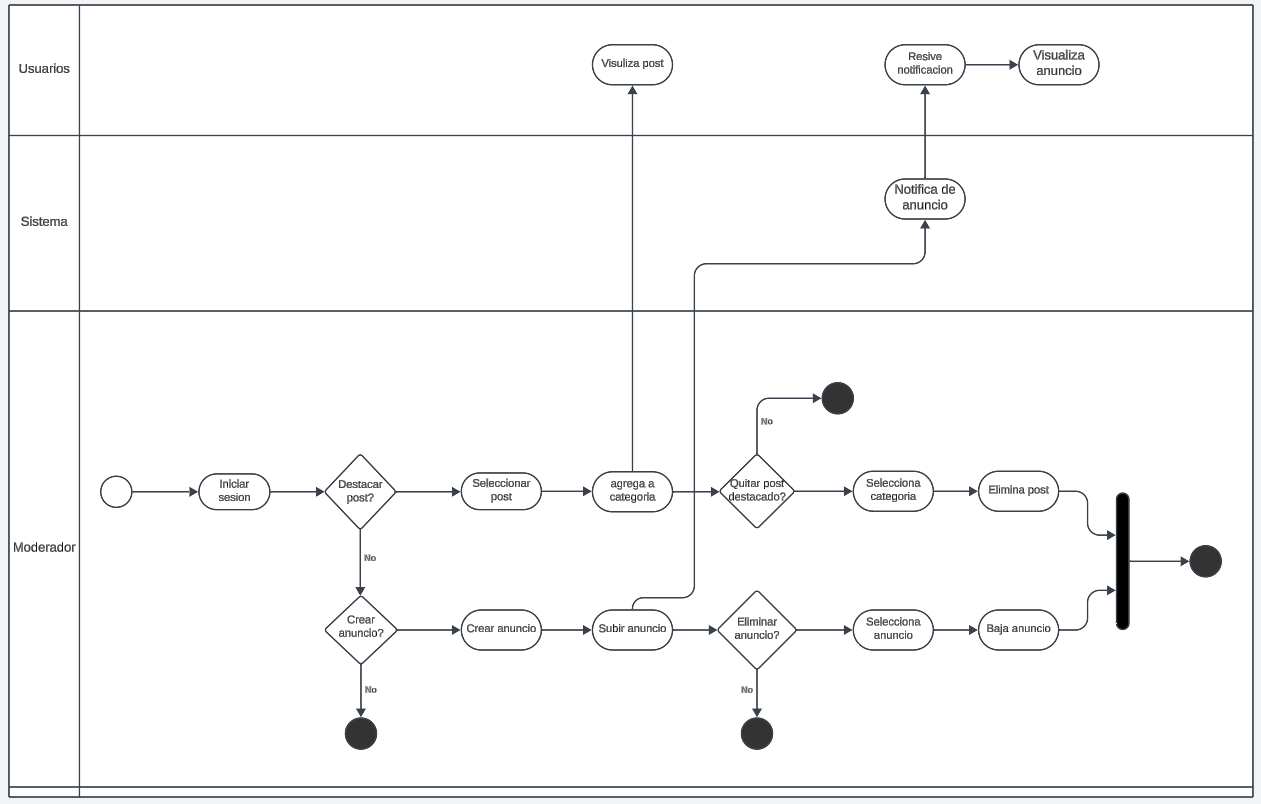 Usuarios
Visuliza post
Resive
notificacion
Visualiza
anuncio
Sistema
Notifica de
anuncio
Moderador
No
Iniciar
sesion
Destacar
post?
Seleccionar
post
agrega a
categoria
Quitar post
destacado?
Selecciona
categoria
Elimina post
No
Crear
anuncio?
Crear anuncio
Subir anuncio
Eliminar
anuncio?
Selecciona
anuncio
Baja anuncio
No
No